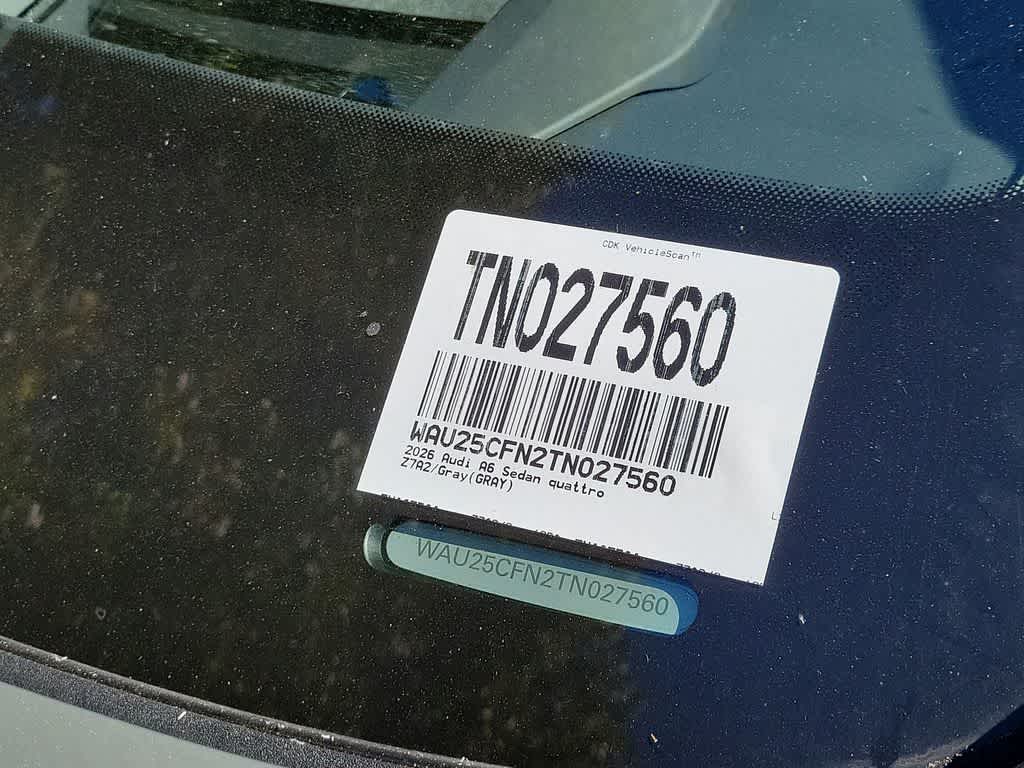 CDK VehicleScan™
TN027560
WAU25CFN2TN027560
2026 Audi A6 Sedan quattro
Z7A2/Gray(GRAY)
WAU25CFN2TN027560